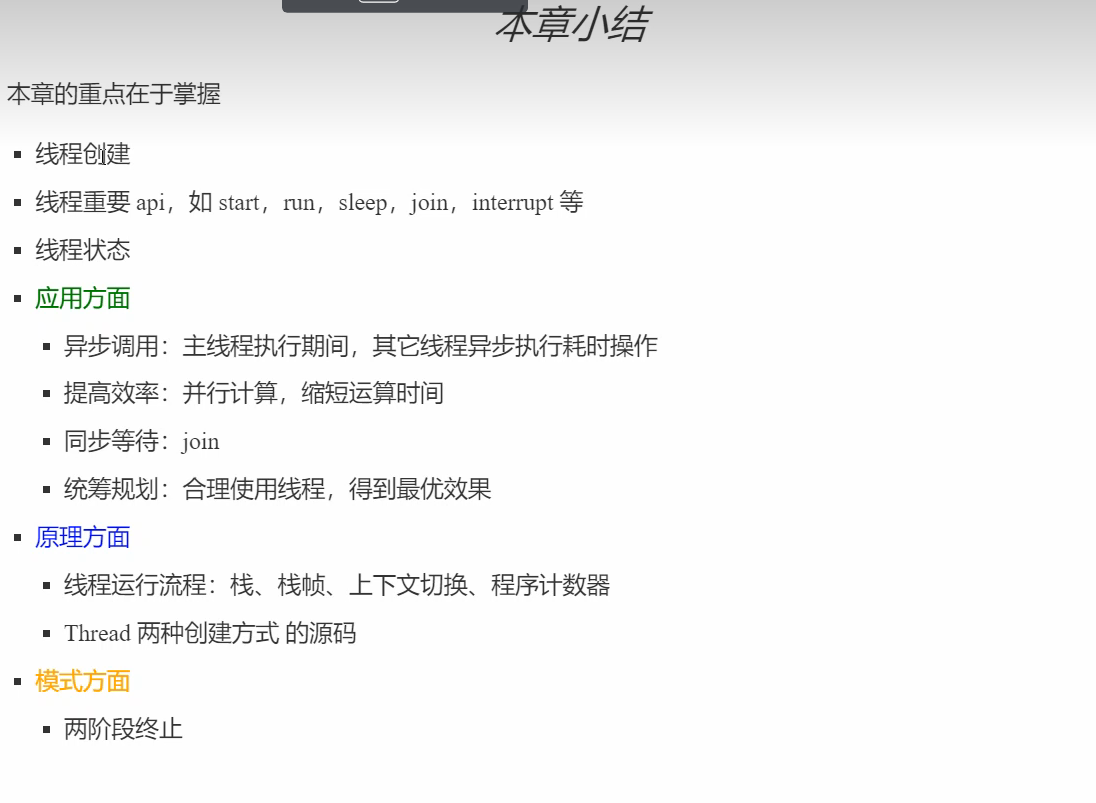 本章小结
本章的重点在于掌握
线程创建
线程重要 api，如 start，run，sleep，join，interrupt 等
线程状态
应用方面
异步调用：主线程执行期间，其它线程异步执行耗时操作
提高效率：并行计算，缩短运算时间
同步等待：join
统筹规划：合理使用线程，得到最优效果
原理方面
线程运行流程：栈、栈帧、上下文切换、程序计数器
Thread 两种创建方式 的源码
模式方面
两阶段终止